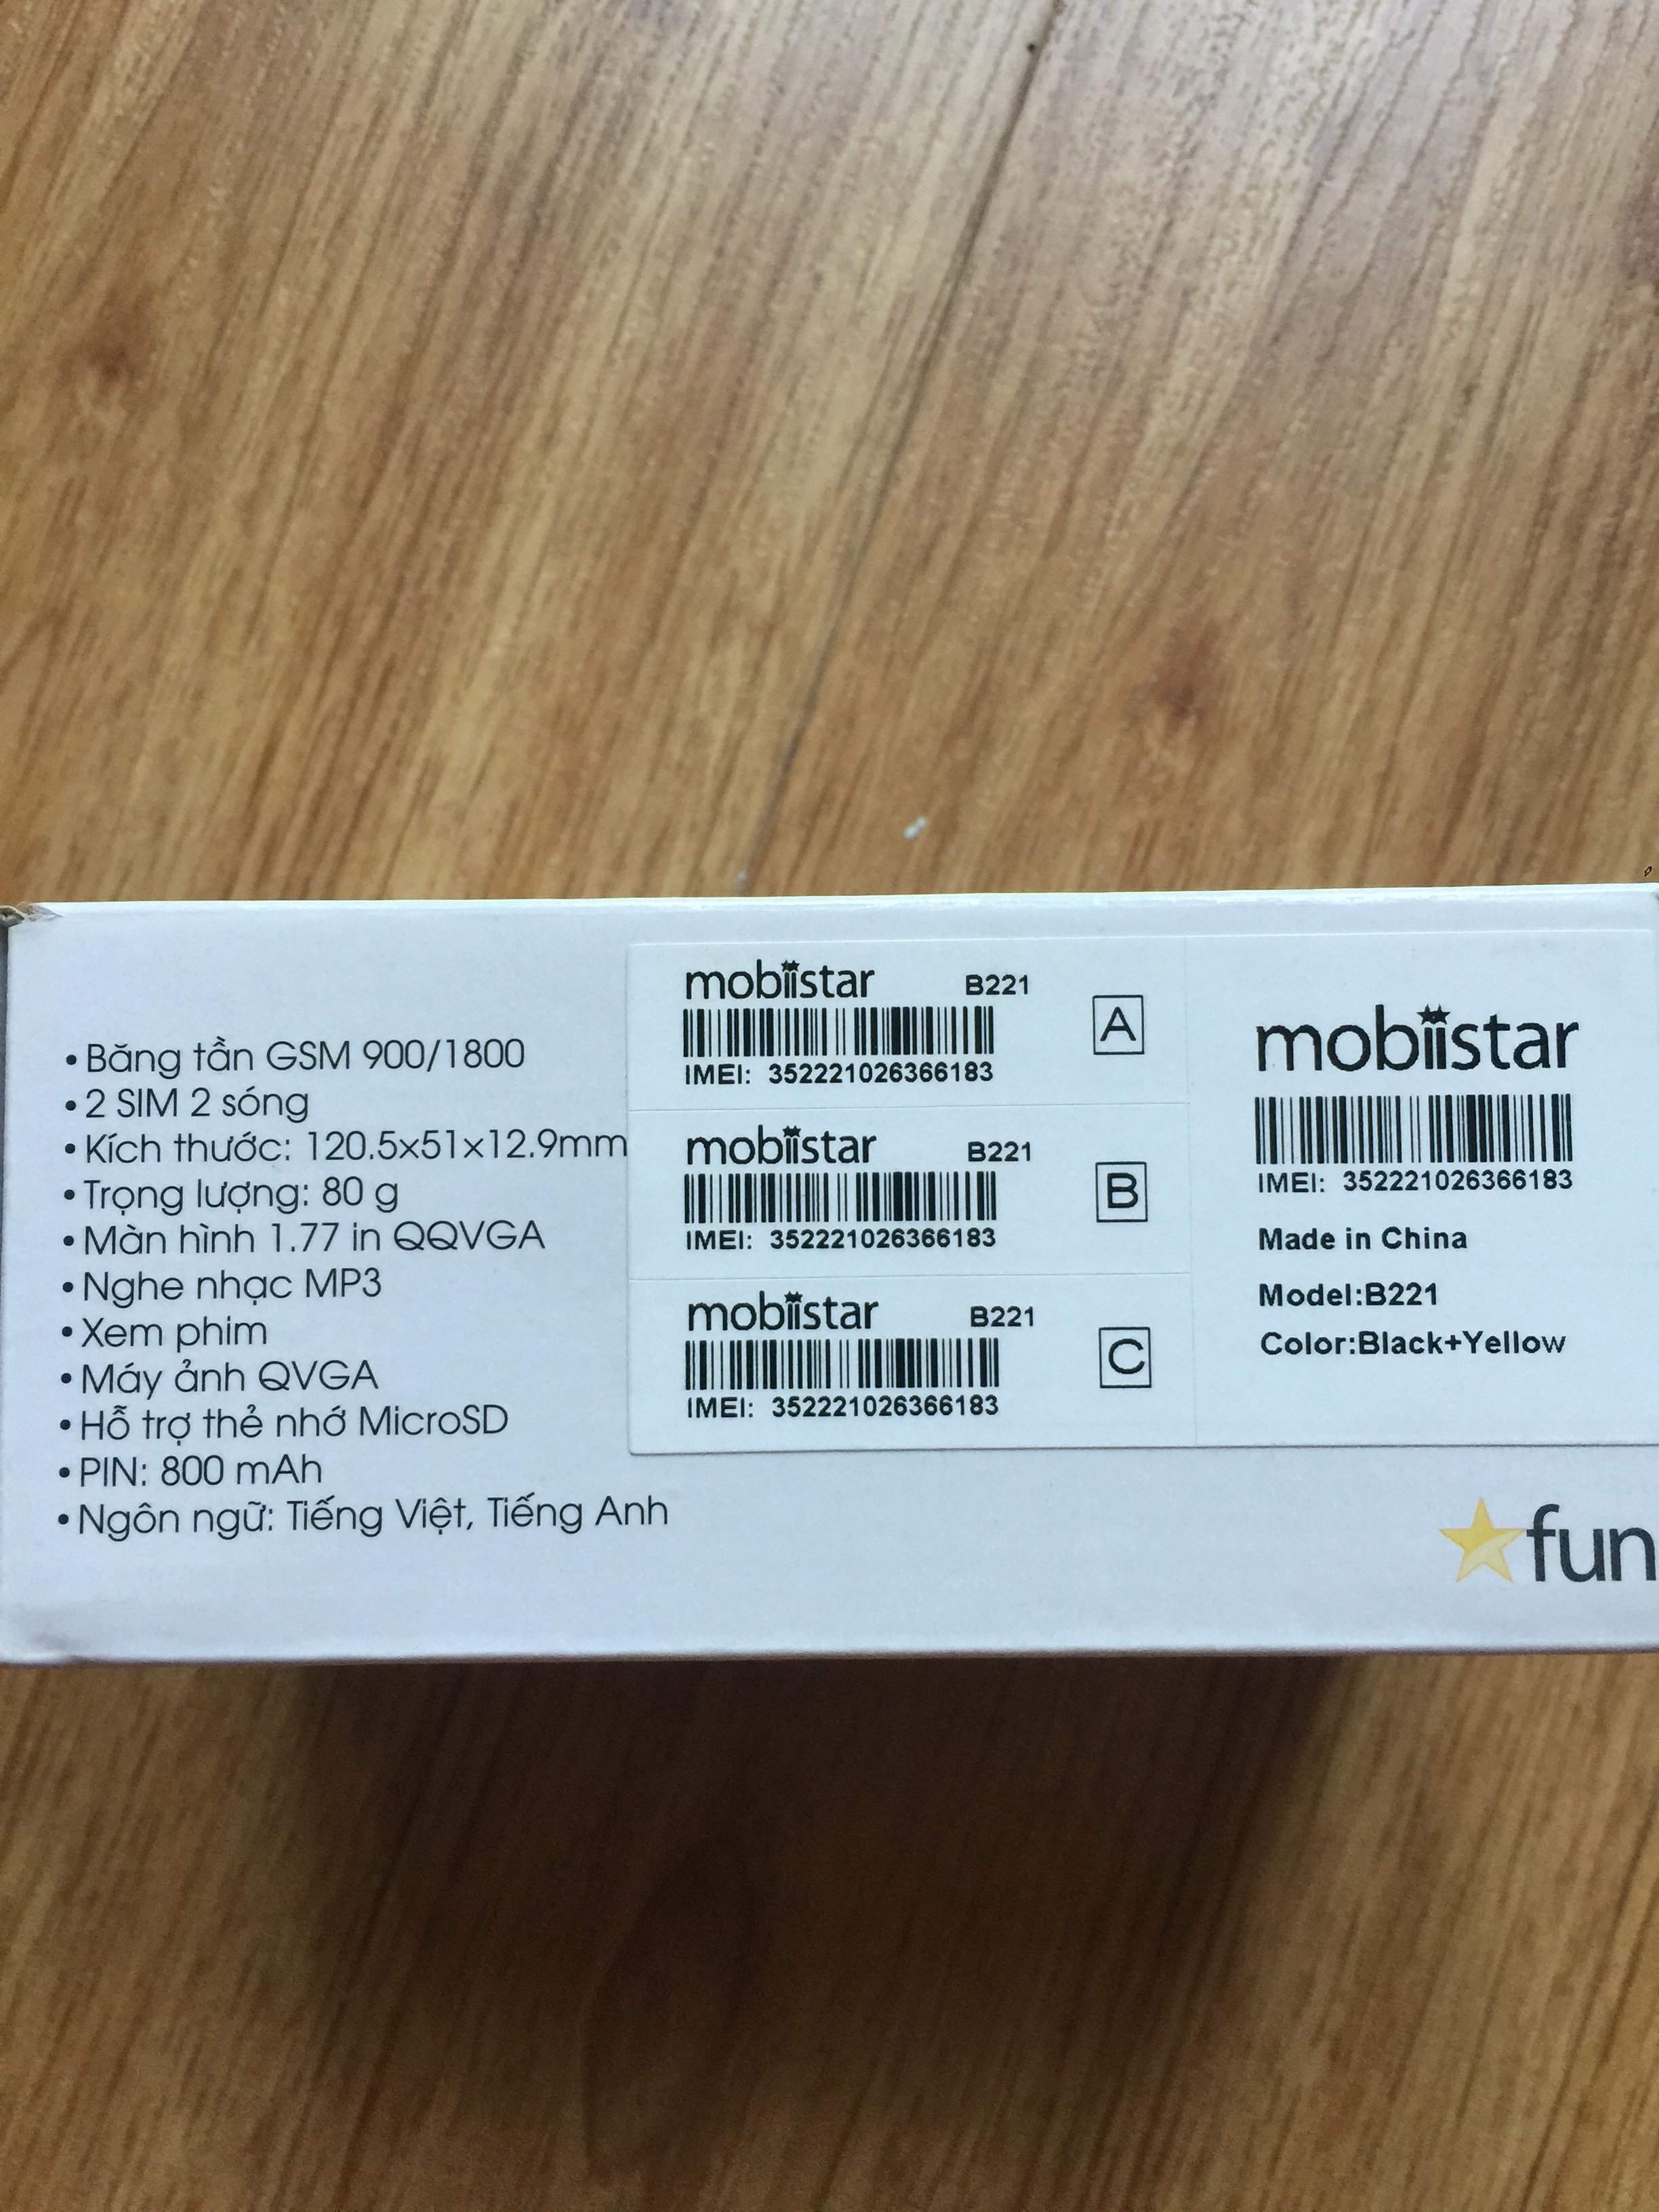 • Băng tần GSM 900/1800
• 2 SIM 2 sóng
• Kích thước: 120.5x51x12.9mm
• Trọng lượng: 80 g
• Màn hình 1.77 in QQVGA
• Nghe nhạc MP3
• Xem phim
• Máy ảnh QVGA
• Hỗ trợ thẻ nhớ MicroSD
• PIN: 800 mAh
• Ngôn ngữ: Tiếng Việt, Tiếng Anh
mobiistar B221
A
IMEI: 352221026366183
mobiistar B221
B
IMEI: 352221026366183
mobiistar B221
C
IMEI: 352221026366183
mobiistar
IMEI: 352221026366183
Made in China
Model:B221
Color:Black+Yellow
fun